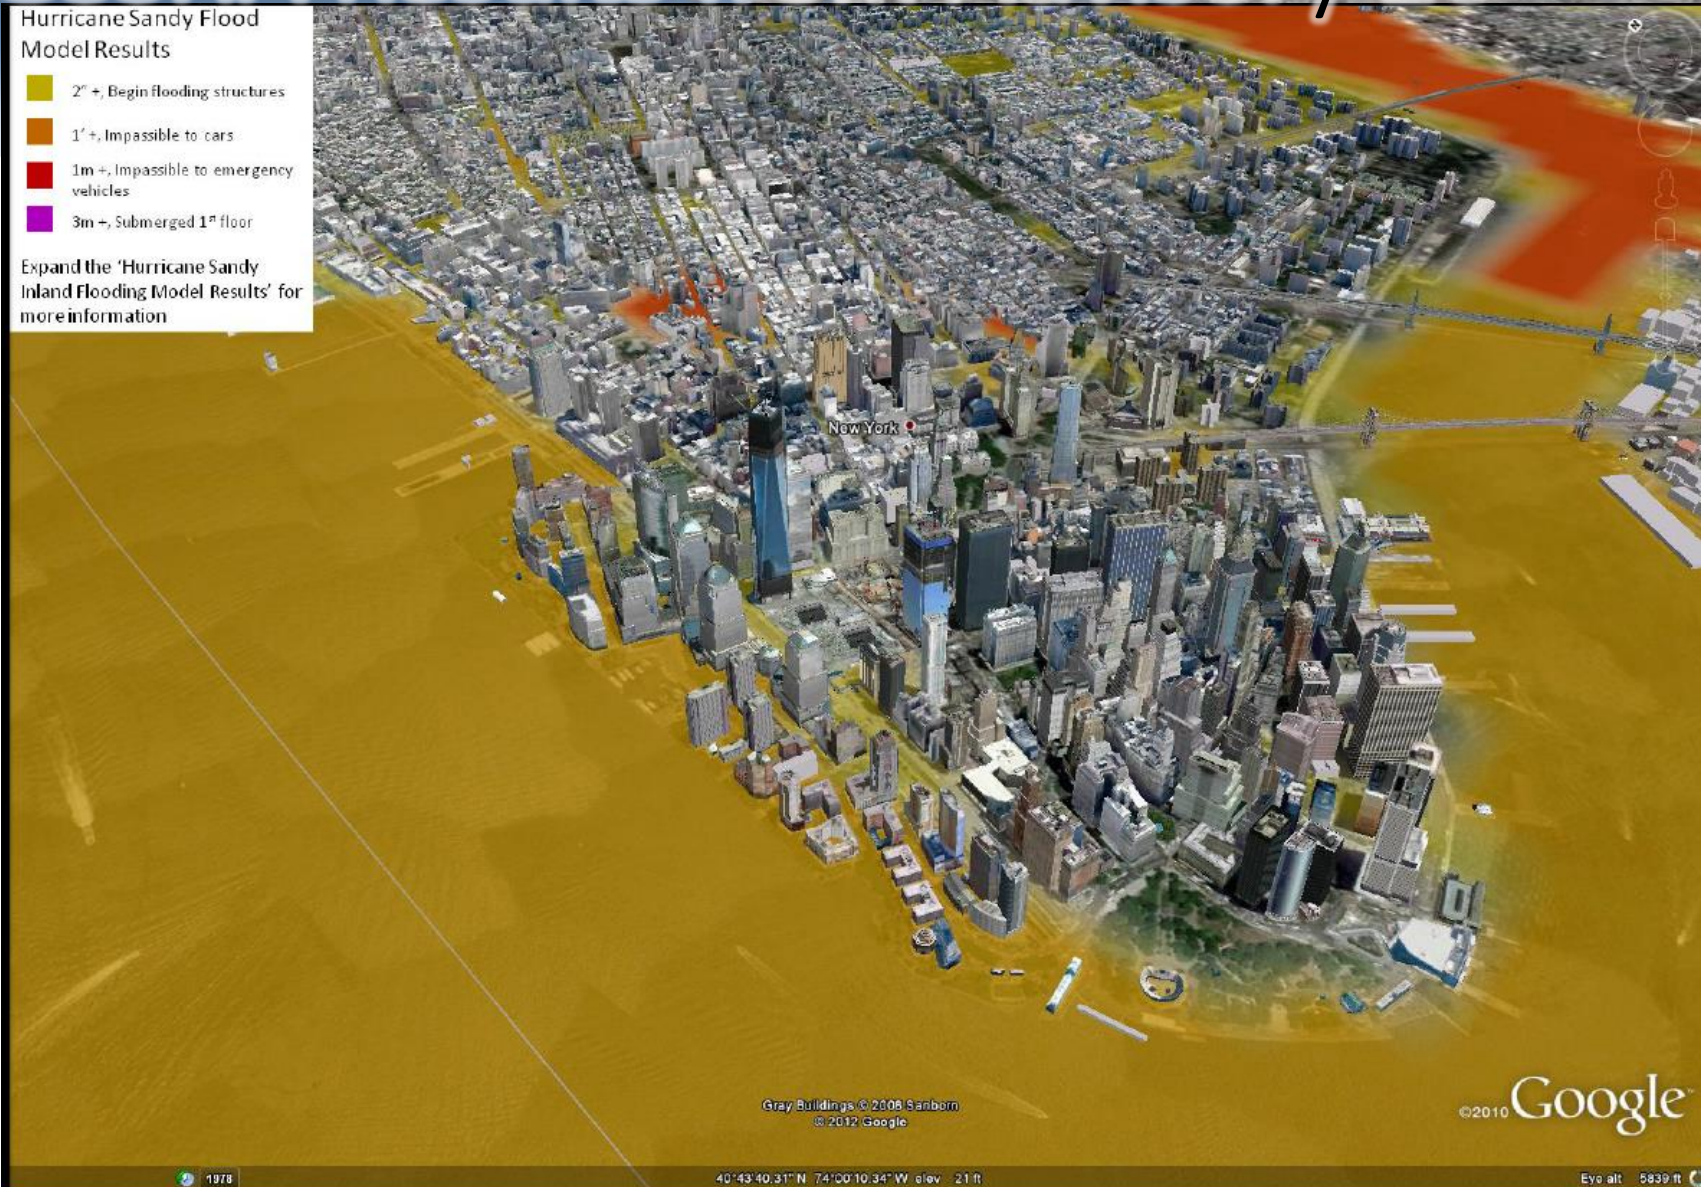 Hurricane Sandy Flood
Model Results
2" +, Begin flooding structures
1' +, Impassible to cars
1m +, Impassible to emergency
vehicles
3m +, Submerged 1st floor
Expand the 'Hurricane Sandy
Inland Flooding Model Results' for
more information
New York
Gray Buildings © 2008 Sanborn
© 2012 Google
©2010 Google
1978
40°43'40.31" N 74°00'10.34" W elev 21 ft
Eye alt 5839 ft